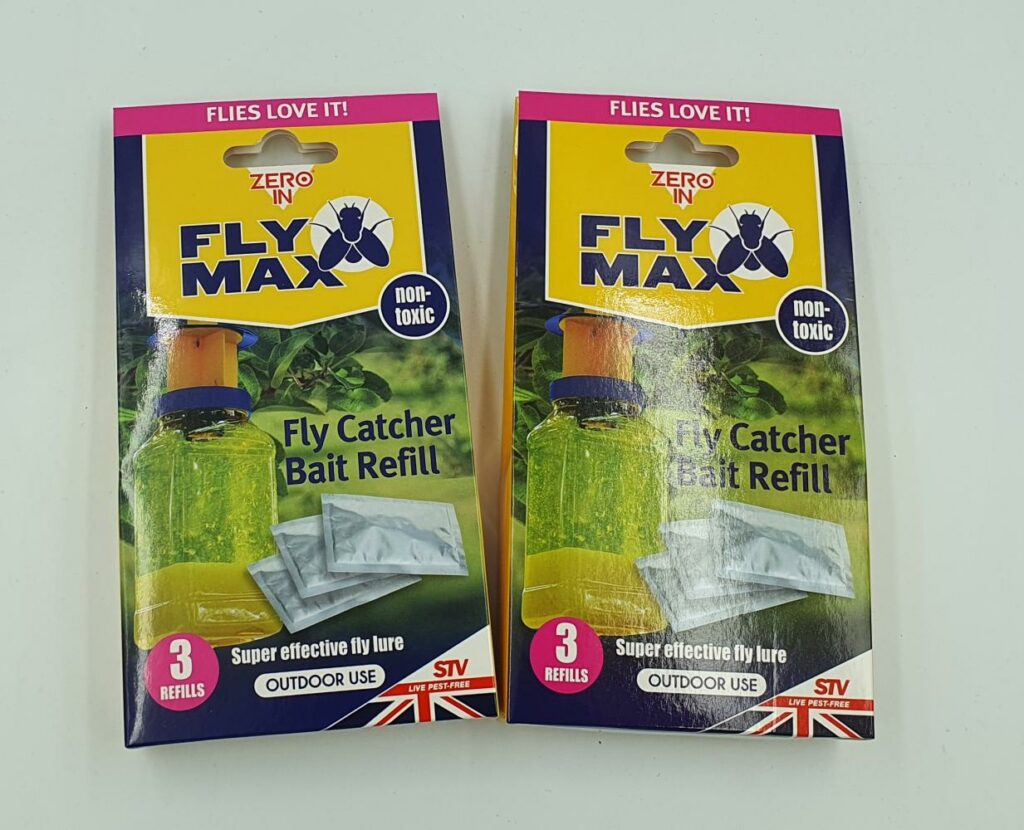 FLIES LOVE IT!
ZERO
IN
FLY
MAX
non-
toxic
Fly Catcher
Bait Refill
3
REFILLS
Super effective fly lure
OUTDOOR USE
STV
LIVE PEST-FREE
FLIES LOVE IT!
ZERO
IN
FLY
MAX
non-
toxic
Fly Catcher
Bait Refill
3
REFILLS
Super effective fly lure
OUTDOOR USE
STV
LIVE PEST-FREE